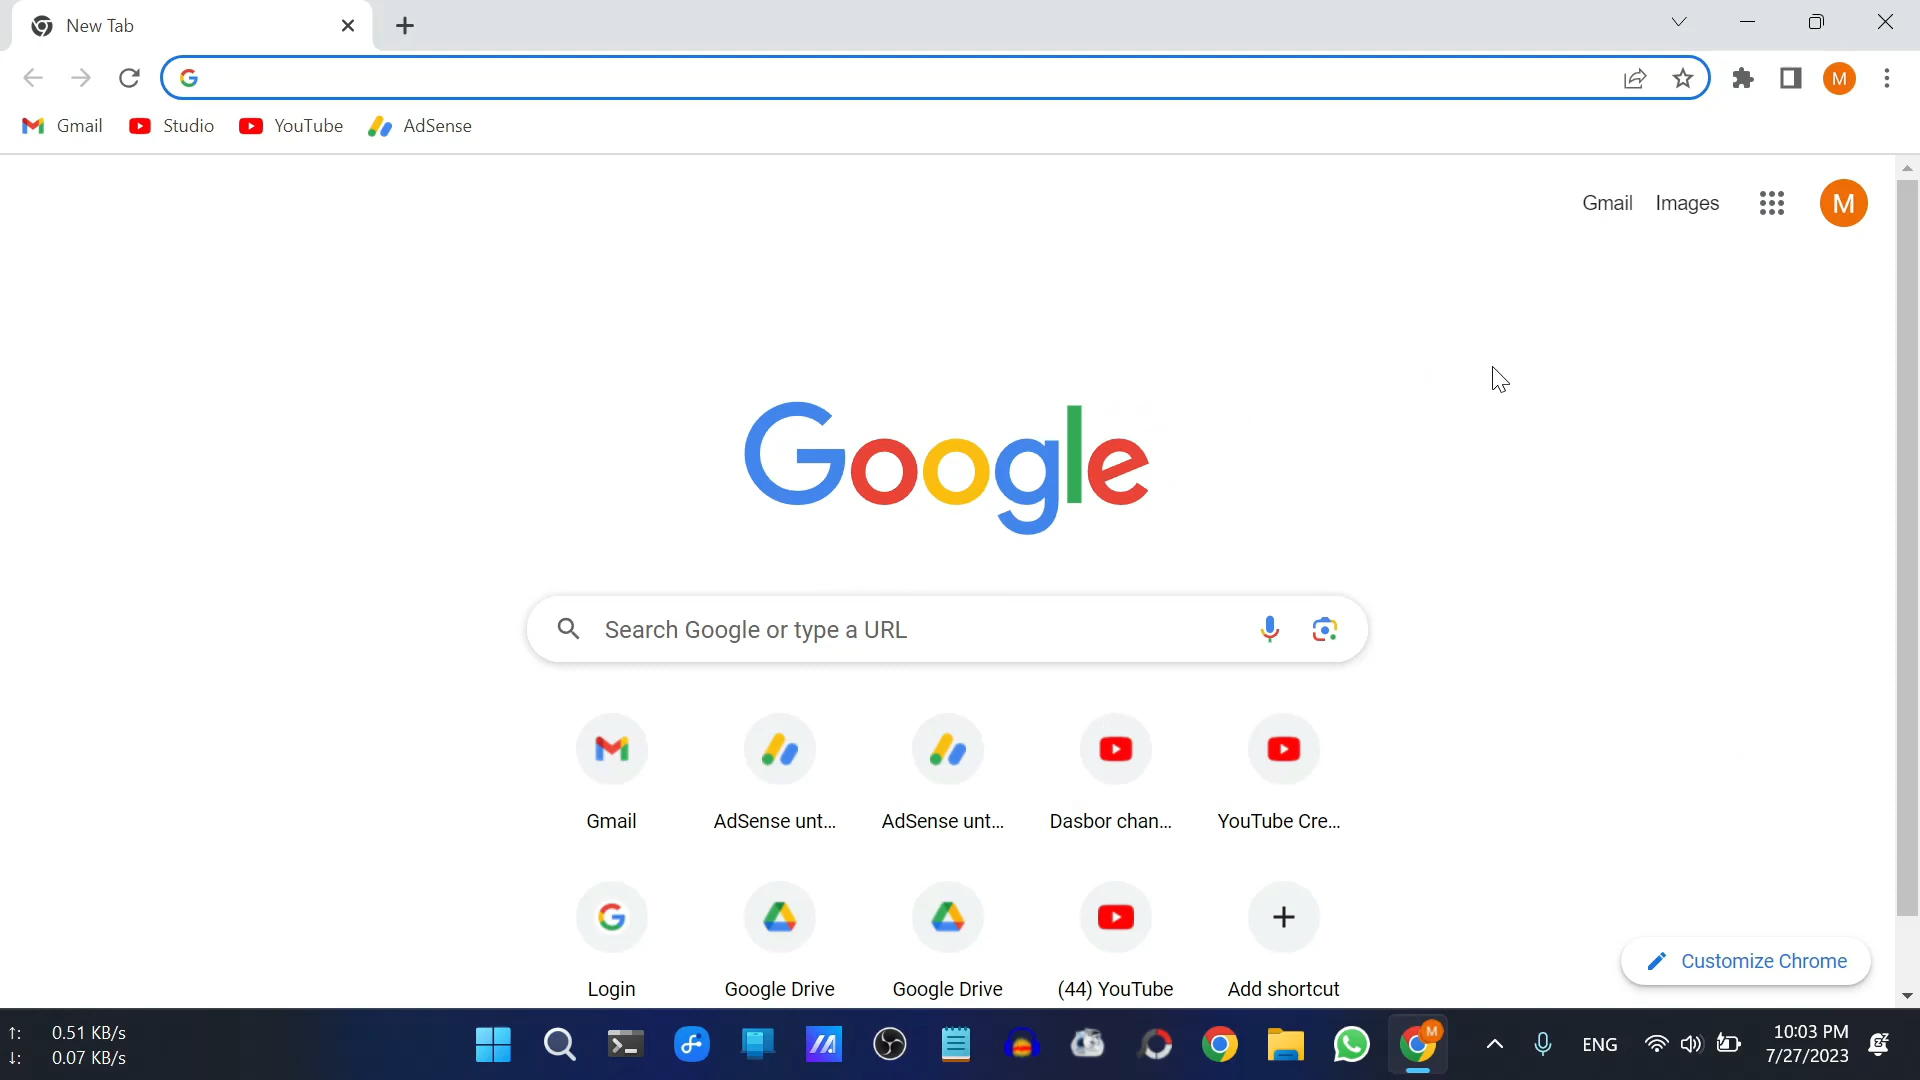 New Tab
Gmail Studio YouTube AdSense
Gmail Images M
Google
Search Google or type a URL
Gmail AdSense unt... AdSense unt... Dasbor chan... YouTube Cre...
Login Google Drive Google Drive (44) YouTube Add shortcut
Customize Chrome
↑: 0.51 KB/s
↓: 0.07 KB/s
ENG
10:03 PM
7/27/2023